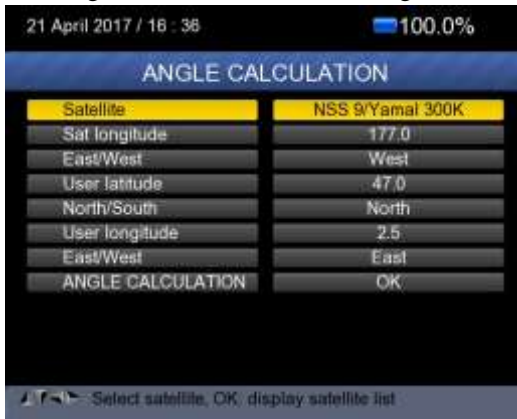 21 April 2017 / 16 : 36 100.0%
ANGLE CALCULATION
Satellite NSS 9/Yamal 300K
Sat longitude 177.0
East/West West
User latitude 47.0
North/South North
User longitude 2.5
East/West East
ANGLE CALCULATION OK
Select satellite, OK, display satellite list